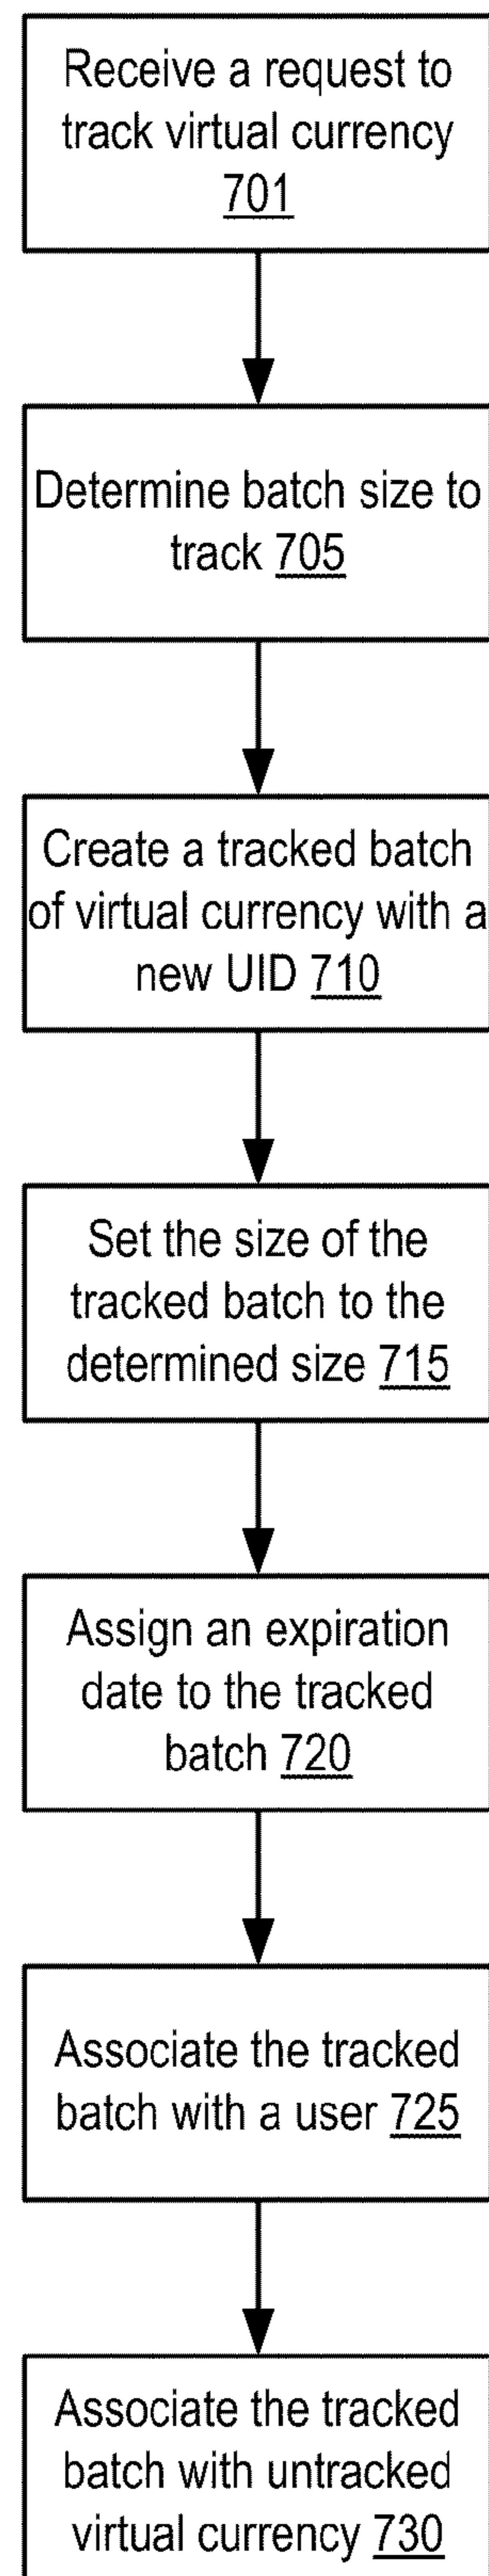 Receive a request to
track virtual currency
701
Determine batch size to
track 705
Create a tracked batch
of virtual currency with a
new UID 710
Set the size of the
tracked batch to the
determined size 715
Assign an expiration
date to the tracked
batch 720
Associate the tracked
batch with a user 725
Associate the tracked
batch with untracked
virtual currency 730